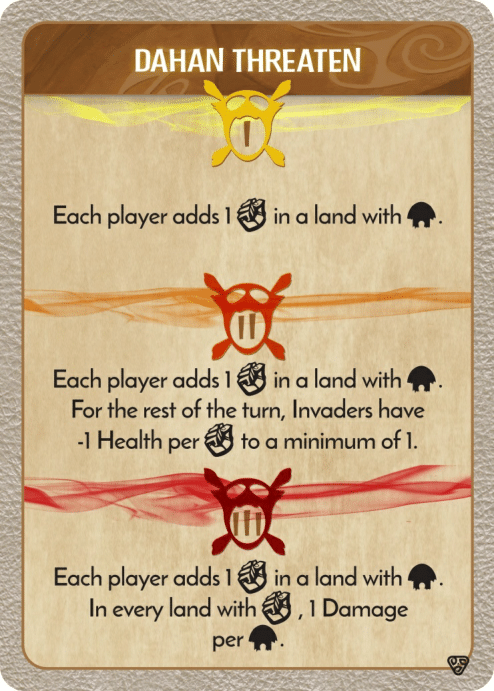 DAHAN THREATEN
I
Each player adds 1 in a land with .
II
Each player adds 1 in a land with .
For the rest of the turn, Invaders have
-1 Health per to a minimum of 1.
III
Each player adds 1 in a land with .
In every land with , 1 Damage
per .